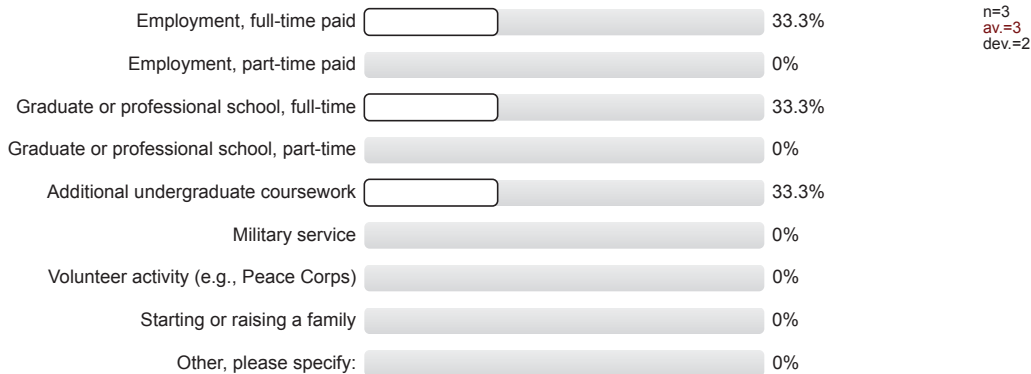 Employment, full-time paid 33.3%
n=3
av.=3
dev.=2
Employment, part-time paid 0%
Graduate or professional school, full-time 33.3%
Graduate or professional school, part-time 0%
Additional undergraduate coursework 33.3%
Military service 0%
Volunteer activity (e.g., Peace Corps) 0%
Starting or raising a family 0%
Other, please specify: 0%